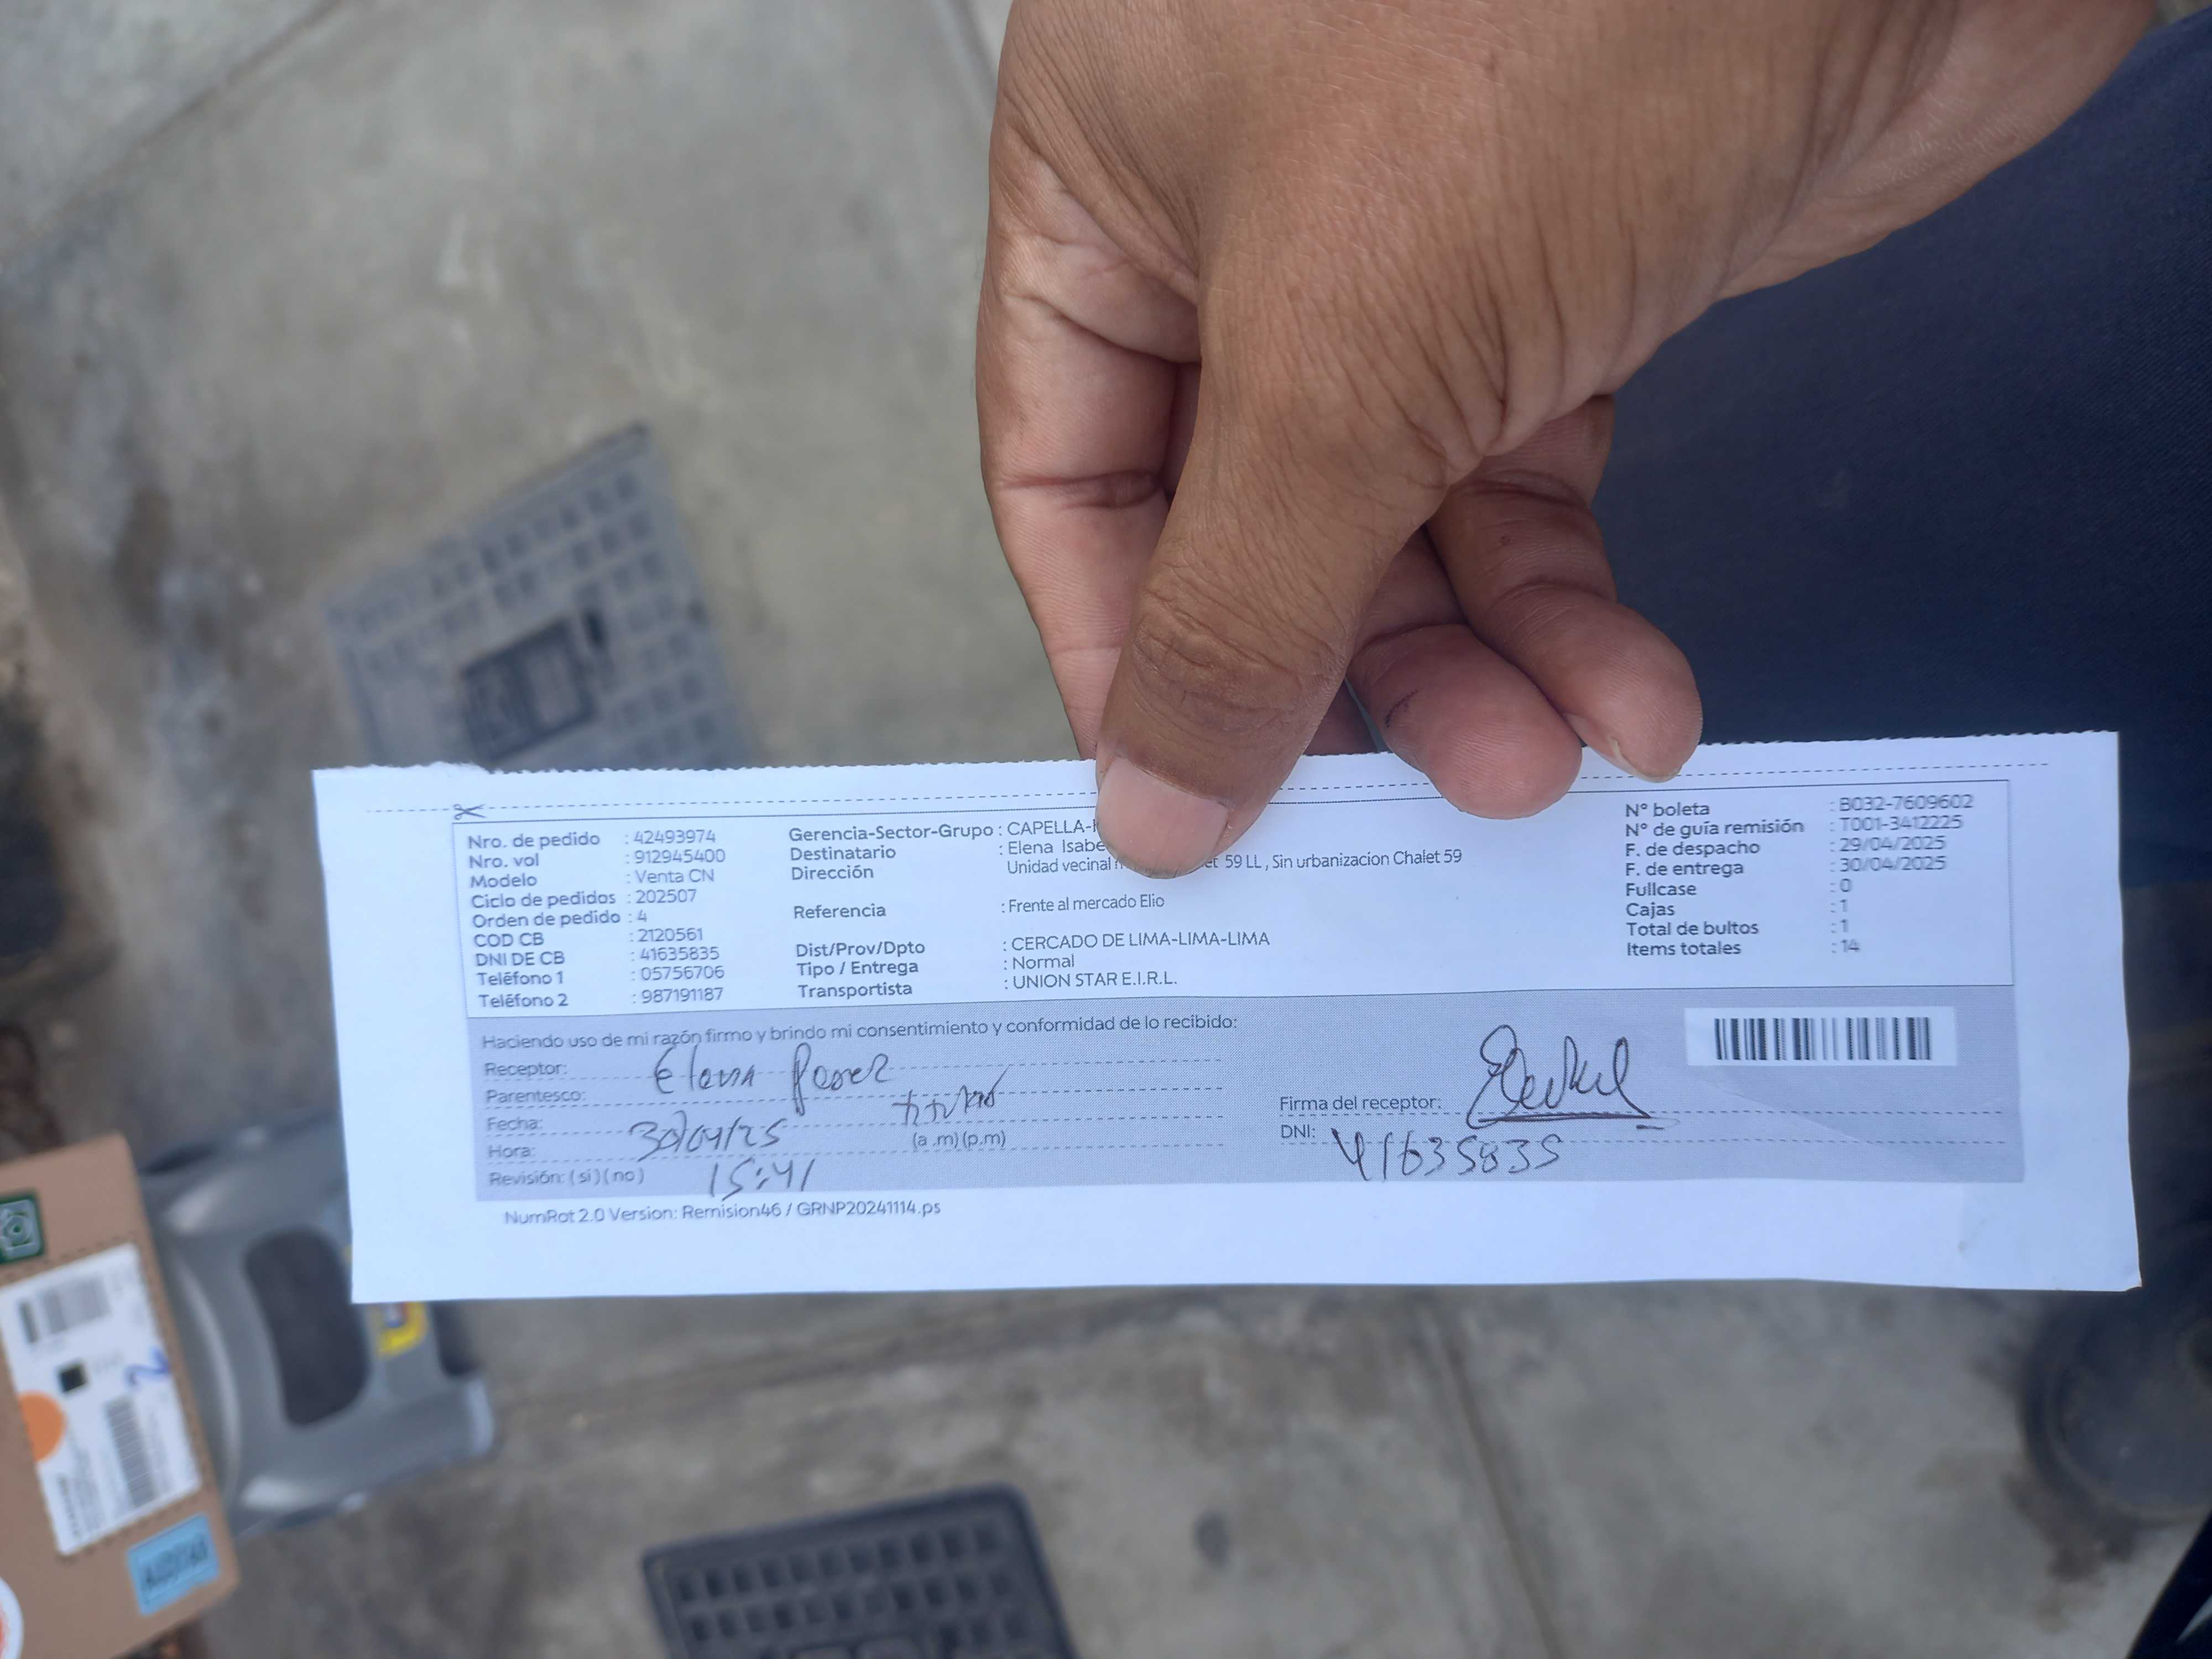 Nro. de pedido : 42493974
Nro. vol : 912945400
Modelo : Venta CN
Ciclo de pedidos : 202507
Orden de pedido : 4
COD CB : 2120561
DNI DE CB : 41635835
Teléfono 1 : 05756706
Teléfono 2 : 987191187
Gerencia-Sector-Grupo : CAPELLA-
Destinatario : Elena Isabe
Dirección Unidad vecinal 59 LL , Sin urbanizacion Chalet 59
Referencia : Frente al mercado Elio
Dist/Prov/Dpto : CERCADO DE LIMA-LIMA-LIMA
Tipo / Entrega : Normal
Transportista : UNION STAR E.I.R.L.
N° boleta : B032-7609602
N° de guía remisión : T001-3412225
F. de despacho : 29/04/2025
F. de entrega : 30/04/2025
Fullcase : 0
Cajas : 1
Total de bultos : 1
Items totales : 14
Haciendo uso de mi razón firmo y brindo mi consentimiento y conformidad de lo recibido:
Receptor: Elena
Parentesco:
Fecha: 30/04/25
Hora: 15:41 (a .m) (p.m)
Revisión: ( si ) ( no )
Firma del receptor:
DNI: 41635835
NumRot 2.0 Version: Remision46 / GRNP20241114.ps